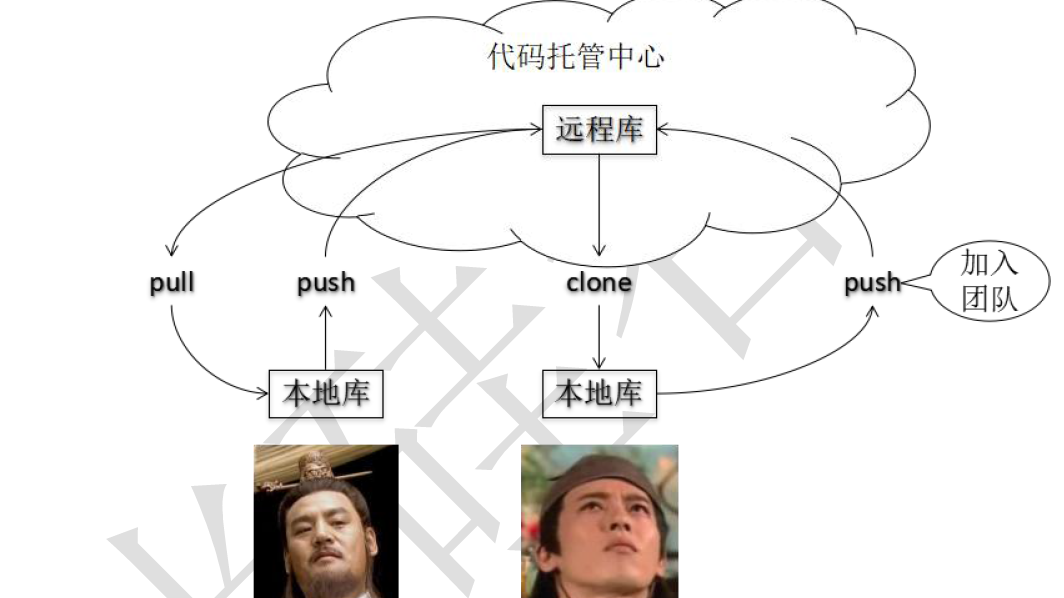 代码托管中心
远程库
pull
push
clone
push
加入
团队
本地库
本地库